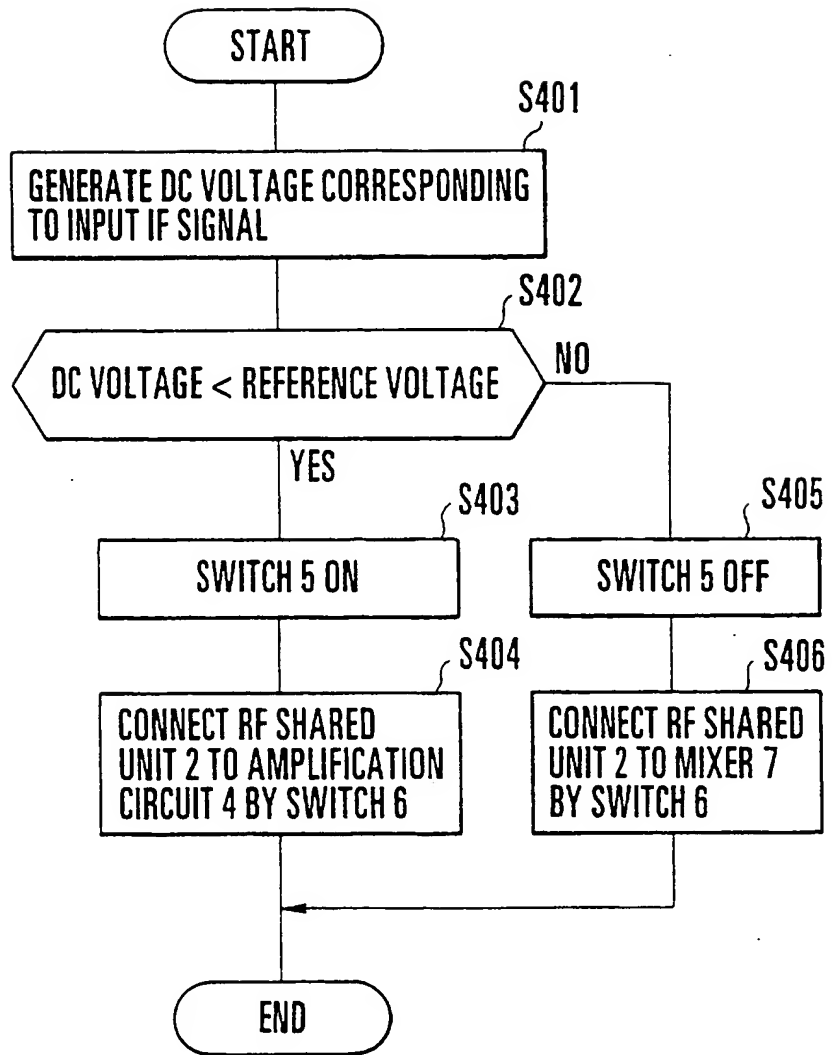 START
S401
GENERATE DC VOLTAGE CORRESPONDING
TO INPUT IF SIGNAL
S402
DC VOLTAGE < REFERENCE VOLTAGE
NO
YES
S403
SWITCH 5 ON
S405
SWITCH 5 OFF
S404
CONNECT RF SHARED
UNIT 2 TO AMPLIFICATION
CIRCUIT 4 BY SWITCH 6
S406
CONNECT RF SHARED
UNIT 2 TO MIXER 7
BY SWITCH 6
END